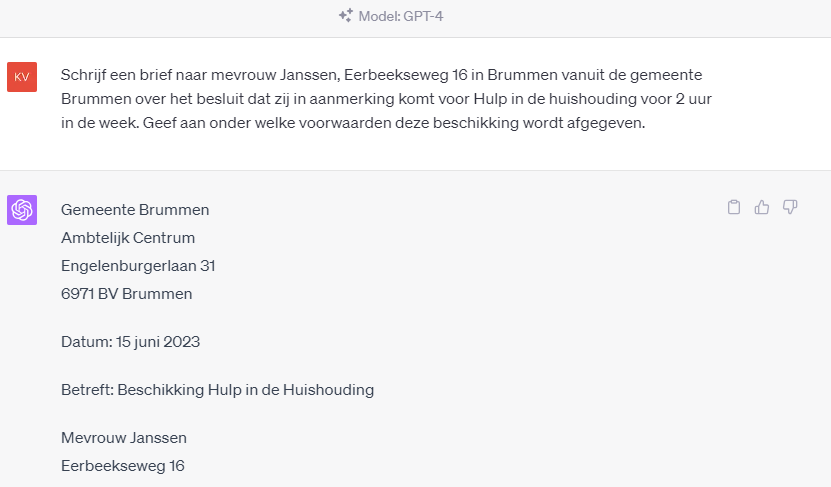 Model: GPT-4
KV
Schrijf een brief naar mevrouw Janssen, Eerbeekseweg 16 in Brummen vanuit de gemeente
Brummen over het besluit dat zij in aanmerking komt voor Hulp in de huishouding voor 2 uur
in de week. Geef aan onder welke voorwaarden deze beschikking wordt afgegeven.
Gemeente Brummen
Ambtelijk Centrum
Engelenburgerlaan 31
6971 BV Brummen
Datum: 15 juni 2023
Betreft: Beschikking Hulp in de Huishouding
Mevrouw Janssen
Eerbeekseweg 16